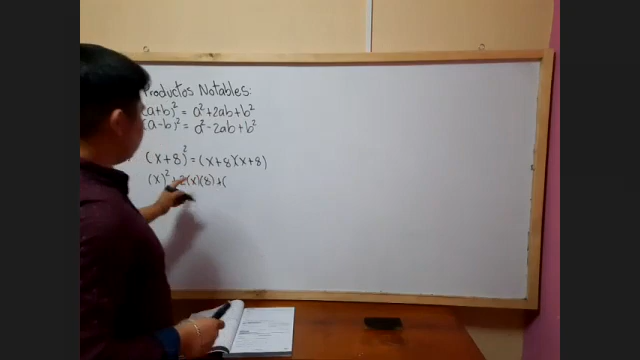 Productos Notables:
(a+b)² = a²+2ab+b²
(a-b)² = a²-2ab+b²
(x+8)² = (x+8)(x+8)
(x)²+2(x)(8)+(